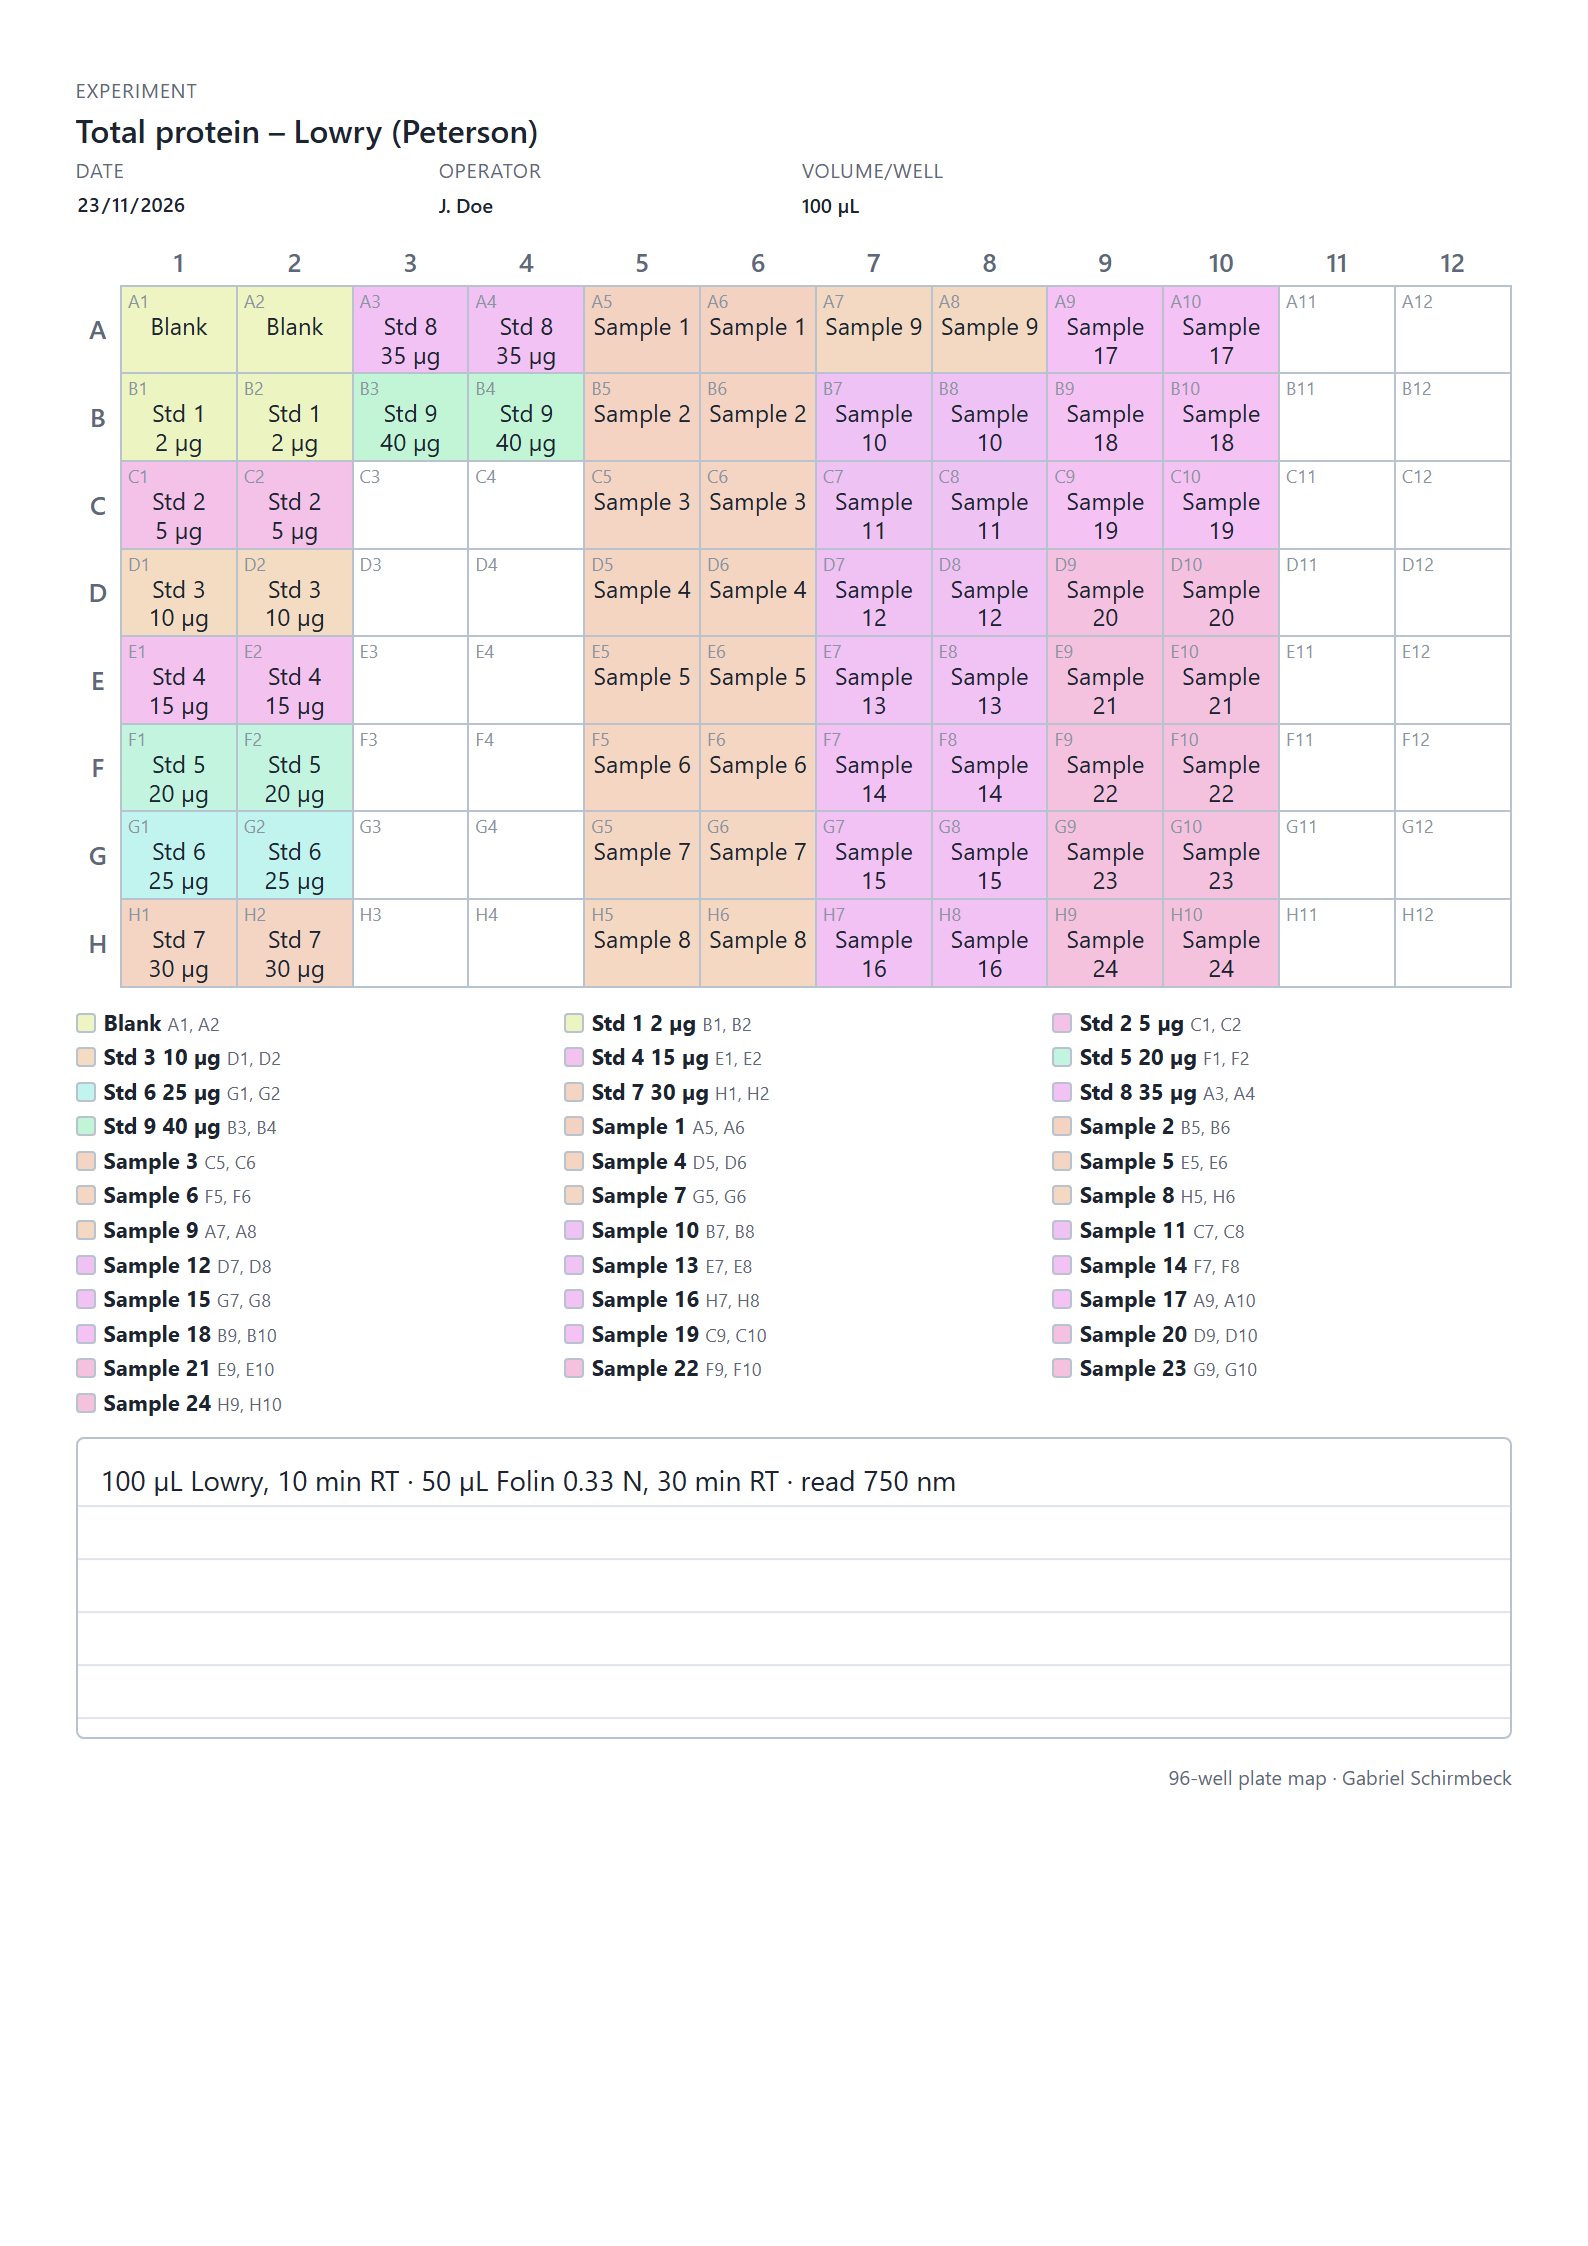 EXPERIMENT
Total protein – Lowry (Peterson)
DATE OPERATOR VOLUME/WELL
23/11/2026 J. Doe 100 µL
1 2 3 4 5 6 7 8 9 10 11 12
A1 A2 A3 A4 A5 A6 A7 A8 A9 A10 A11 A12
A Blank Blank Std 8 Std 8 Sample 1 Sample 1 Sample 9 Sample 9 Sample Sample
35 µg 35 µg 17 17
B1 B2 B3 B4 B5 B6 B7 B8 B9 B10 B11 B12
B Std 1 Std 1 Std 9 Std 9 Sample 2 Sample 2 Sample Sample Sample Sample
2 µg 2 µg 40 µg 40 µg 10 10 18 18
C1 C2 C3 C4 C5 C6 C7 C8 C9 C10 C11 C12
C Std 2 Std 2 Sample 3 Sample 3 Sample Sample Sample Sample
5 µg 5 µg 11 11 19 19
D1 D2 D3 D4 D5 D6 D7 D8 D9 D10 D11 D12
D Std 3 Std 3 Sample 4 Sample 4 Sample Sample Sample Sample
10 µg 10 µg 12 12 20 20
E1 E2 E3 E4 E5 E6 E7 E8 E9 E10 E11 E12
E Std 4 Std 4 Sample 5 Sample 5 Sample Sample Sample Sample
15 µg 15 µg 13 13 21 21
F1 F2 F3 F4 F5 F6 F7 F8 F9 F10 F11 F12
F Std 5 Std 5 Sample 6 Sample 6 Sample Sample Sample Sample
20 µg 20 µg 14 14 22 22
G1 G2 G3 G4 G5 G6 G7 G8 G9 G10 G11 G12
G Std 6 Std 6 Sample 7 Sample 7 Sample Sample Sample Sample
25 µg 25 µg 15 15 23 23
H1 H2 H3 H4 H5 H6 H7 H8 H9 H10 H11 H12
H Std 7 Std 7 Sample 8 Sample 8 Sample Sample Sample Sample
30 µg 30 µg 16 16 24 24
Blank A1, A2 Std 1 2 µg B1, B2 Std 2 5 µg C1, C2
Std 3 10 µg D1, D2 Std 4 15 µg E1, E2 Std 5 20 µg F1, F2
Std 6 25 µg G1, G2 Std 7 30 µg H1, H2 Std 8 35 µg A3, A4
Std 9 40 µg B3, B4 Sample 1 A5, A6 Sample 2 B5, B6
Sample 3 C5, C6 Sample 4 D5, D6 Sample 5 E5, E6
Sample 6 F5, F6 Sample 7 G5, G6 Sample 8 H5, H6
Sample 9 A7, A8 Sample 10 B7, B8 Sample 11 C7, C8
Sample 12 D7, D8 Sample 13 E7, E8 Sample 14 F7, F8
Sample 15 G7, G8 Sample 16 H7, H8 Sample 17 A9, A10
Sample 18 B9, B10 Sample 19 C9, C10 Sample 20 D9, D10
Sample 21 E9, E10 Sample 22 F9, F10 Sample 23 G9, G10
Sample 24 H9, H10
100 µL Lowry, 10 min RT · 50 µL Folin 0.33 N, 30 min RT · read 750 nm
96-well plate map · Gabriel Schirmbeck